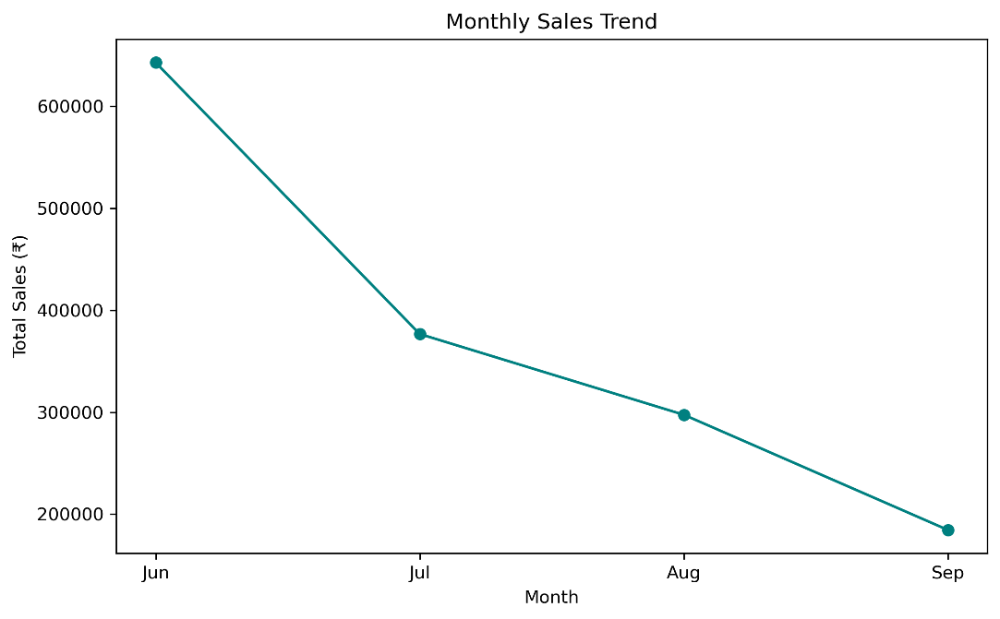 Monthly Sales Trend
600000
500000
400000
300000
200000
Total Sales (₹)
Jun Jul Aug Sep
Month